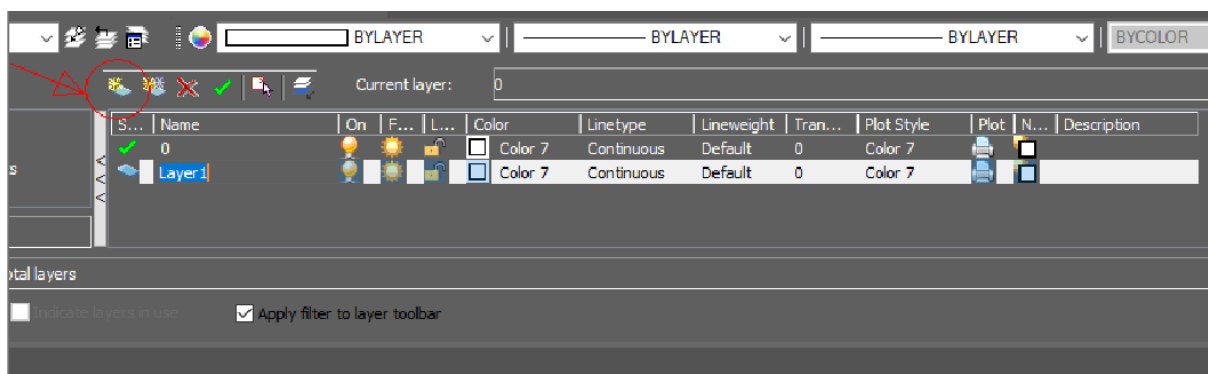 BYLAYER BYLAYER BYLAYER BYCOLOR
Current layer: 0
S... Name On F... L... Color Linetype Lineweight Tran... Plot Style Plot N... Description
0 Color 7 Continuous Default 0 Color 7
s Layer1 Color 7 Continuous Default 0 Color 7
<
<
<
otal layers
Indicate layers in use Apply filter to layer toolbar